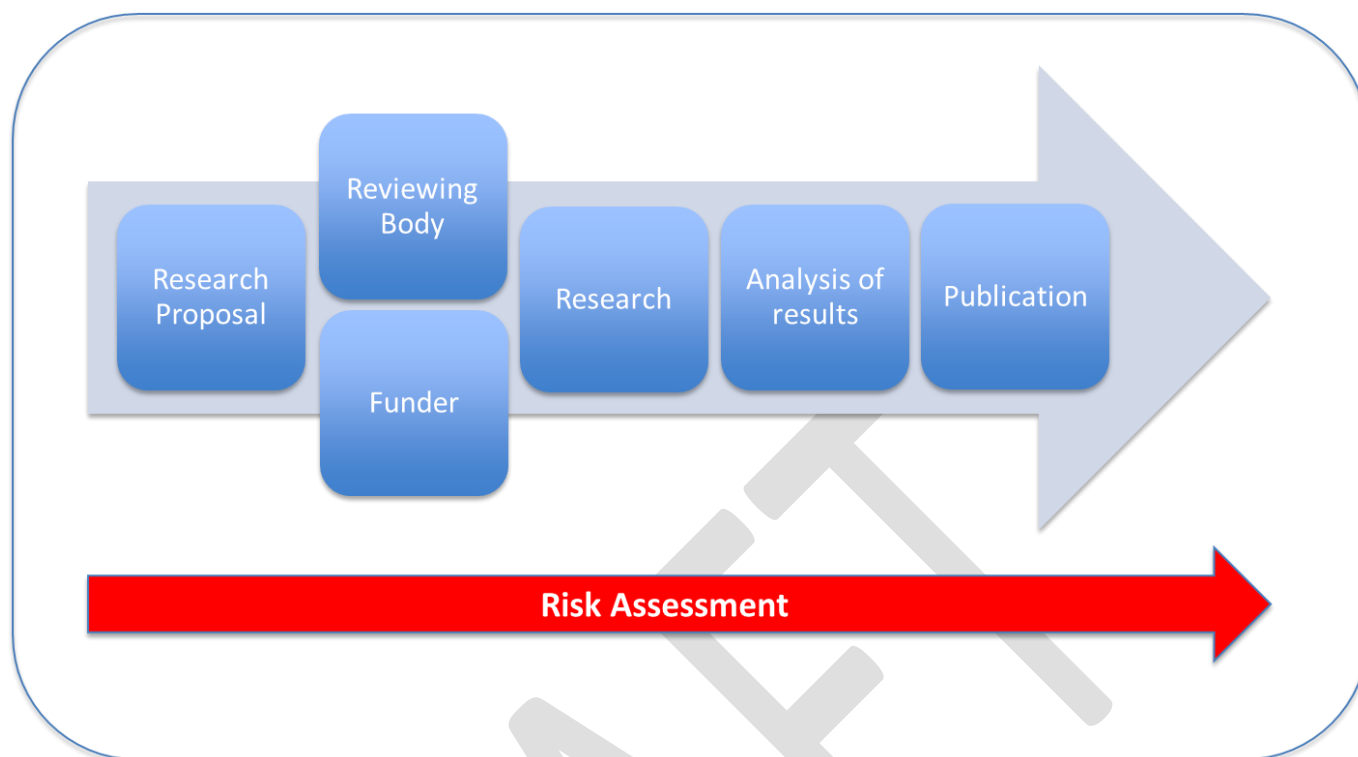 Reviewing
Body
Research
Proposal
Funder
Research
Analysis of
results
Publication
Risk Assessment